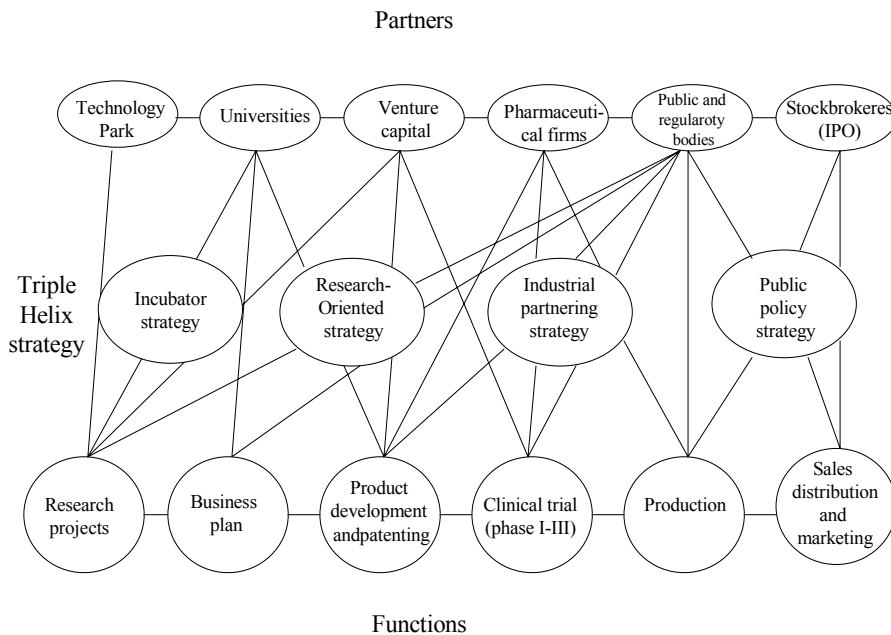 Partners
Technology
Park
Universities
Venture
capital
Pharmaceuti-
cal firms
Public and
regularoty
bodies
Stockbrokeres
(IPO)
Triple
Helix
strategy
Incubator
strategy
Research-
Oriented
strategy
Industrial
partnering
strategy
Public
policy
strategy
Research
projects
Business
plan
Product
development
andpatenting
Clinical trial
(phase I-III)
Production
Sales
distribution
and
marketing
Functions